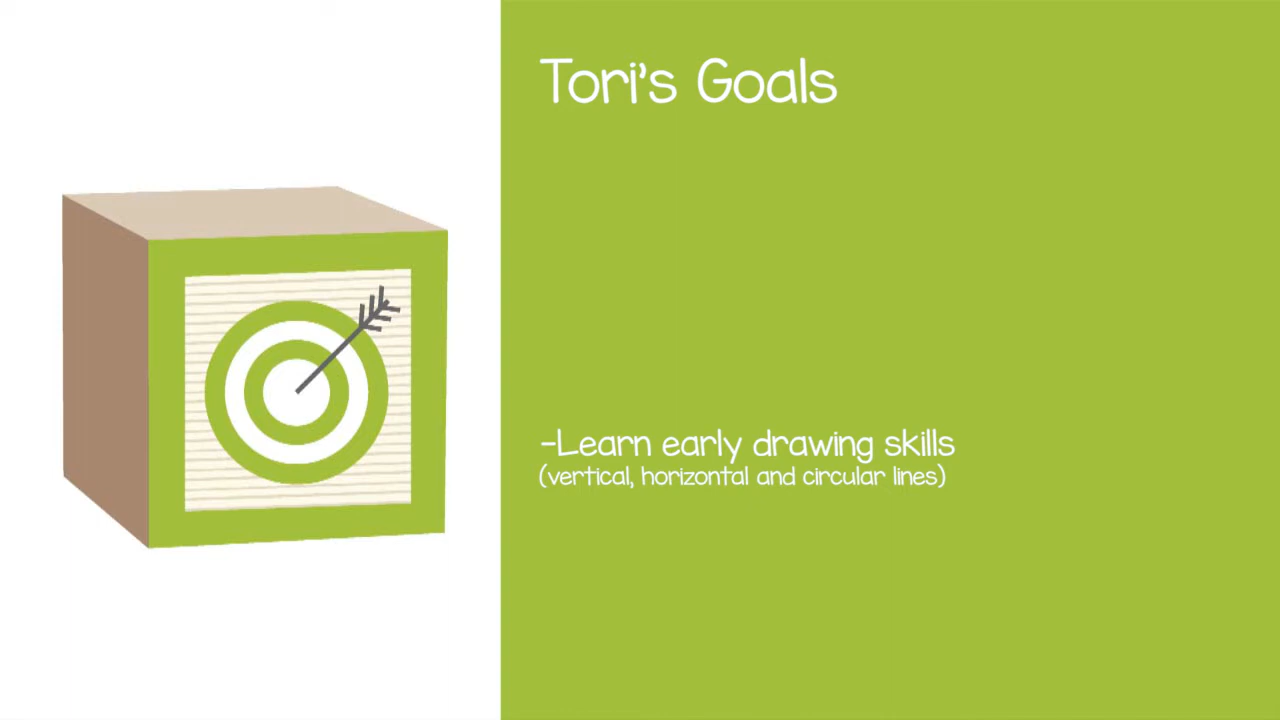 Tori's Goals
-Learn early drawing skills
(vertical, horizontal and circular lines)